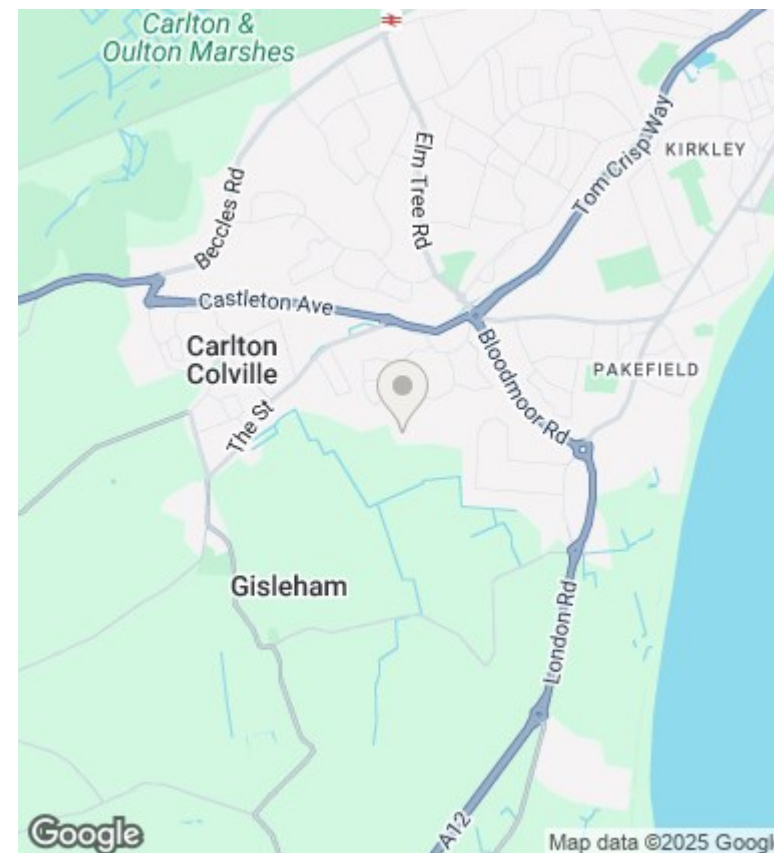 Carlton &
Oulton Marshes
Elm Tree Rd
Tom Crisp Way
KIRKLEY
Beccles Rd
Castleton Ave
Carlton
Colville
The St
Bloodmoor Rd
PAKEFIELD
Gisleham
London Rd
A12
Google
Map data ©2025 Googl